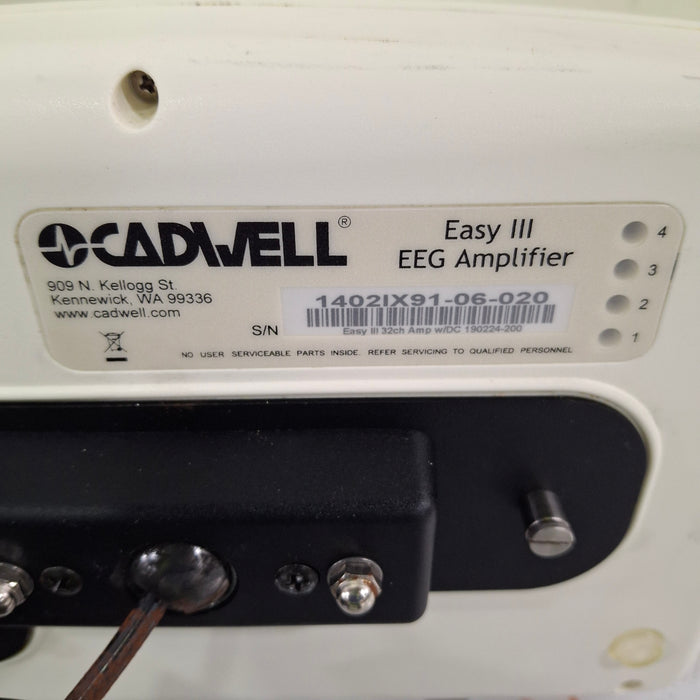 CADWELL®
Easy III
EEG Amplifier
909 N. Kellogg St.
Kennewick, WA 99336
www.cadwell.com
S/N
1402IX91-06-020
Easy III 32ch Amp w/DC 190224-200
NO USER SERVICEABLE PARTS INSIDE. REFER SERVICING TO QUALIFIED PERSONNEL
4
3
2
1